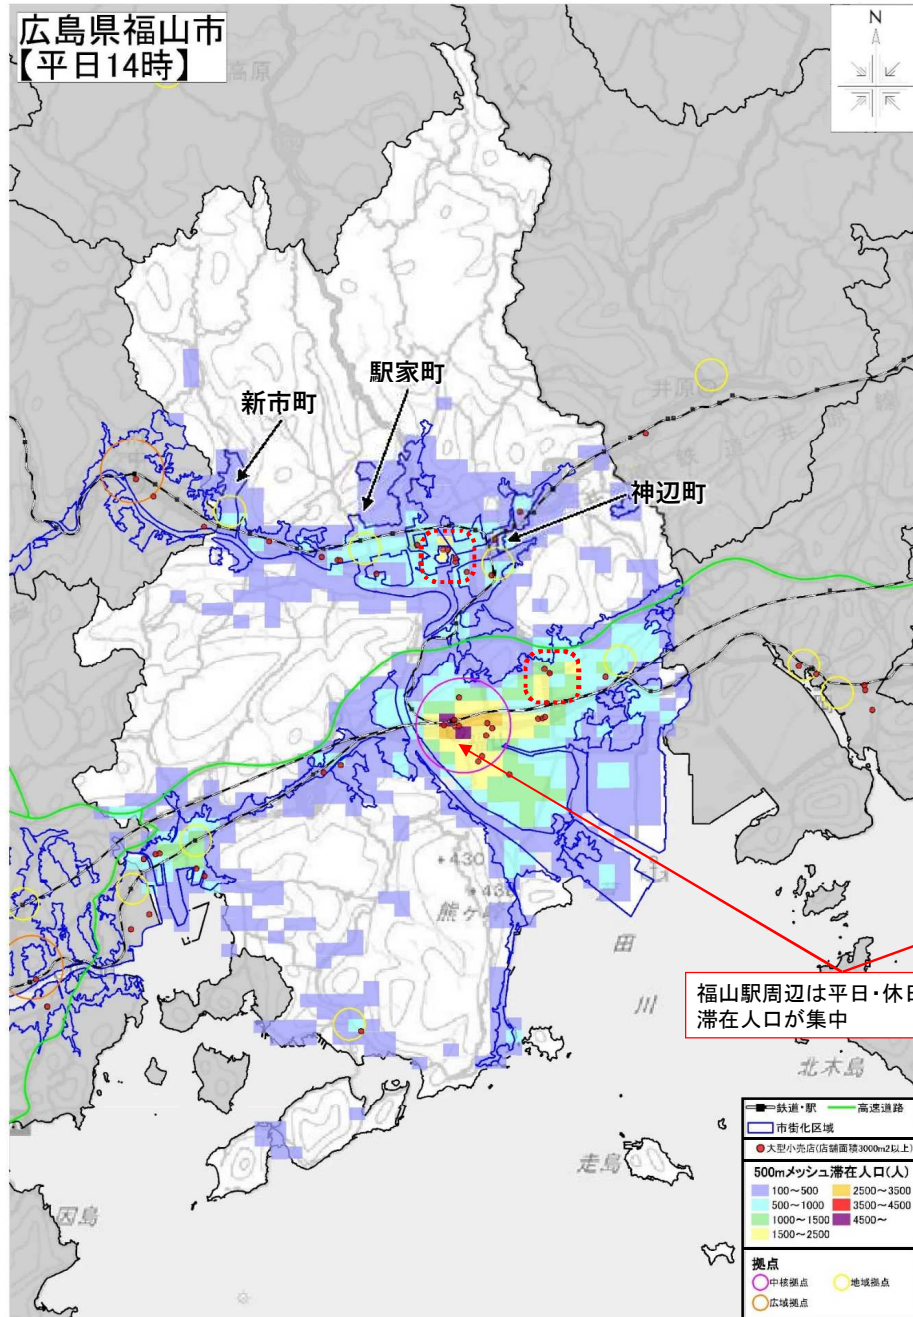 広島県福山市
【平日14時】
N
高原
駅家町
新市町
井原
井原線
神辺町
430
熊ヶ峰
田
川
福山駅周辺は平日・休日
滞在人口が集中
北木島
走島
因島
鉄道・駅
高速道路
市街化区域
大型小売店(店舗面積3000m2以上)
500mメッシュ滞在人口(人)
100～500
2500～3500
500～1000
3500～4500
1000～1500
4500～
1500～2500
拠点
中核拠点
地域拠点
広域拠点